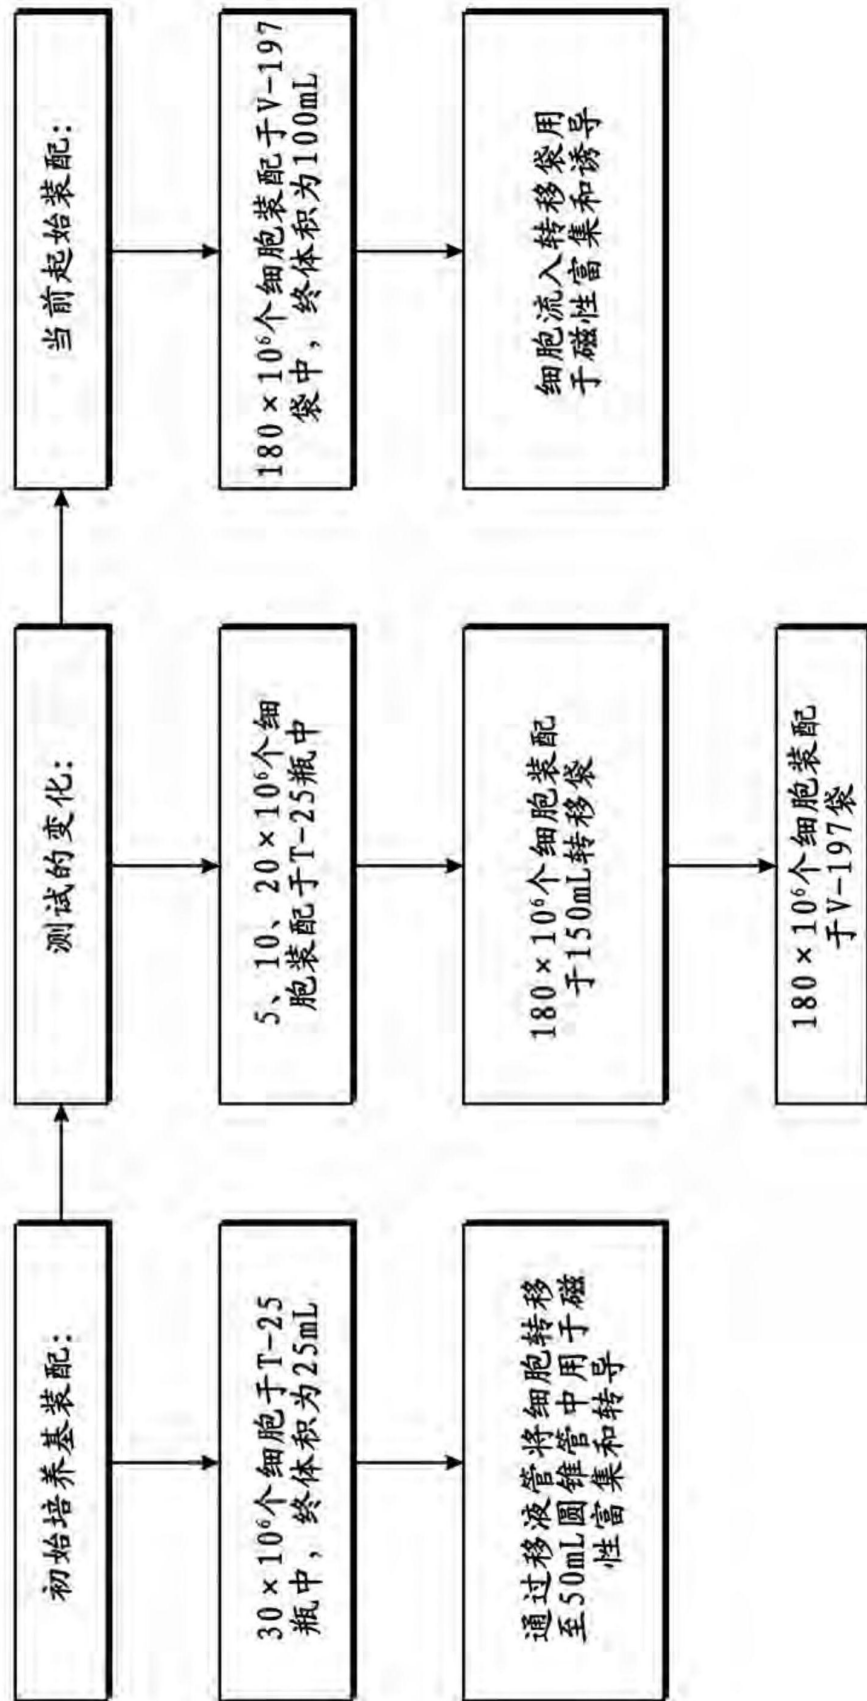 初始培养基装配:
30×10⁶个细胞于T-25
瓶中，终体积为25mL
通过移液管将细胞转移
至50mL圆锥管中用于磁
性富集和转导
测试的变化:
5、10、20×10⁶个细
胞装配于T-25瓶中
180×10⁶个细胞装配
于150mL转移袋
180×10⁶个细胞装配
于V-197袋
当前起始装配:
180×10⁶个细胞装配于V-197
袋中，终体积为100mL
细胞流入转移袋用
于磁性富集和诱导